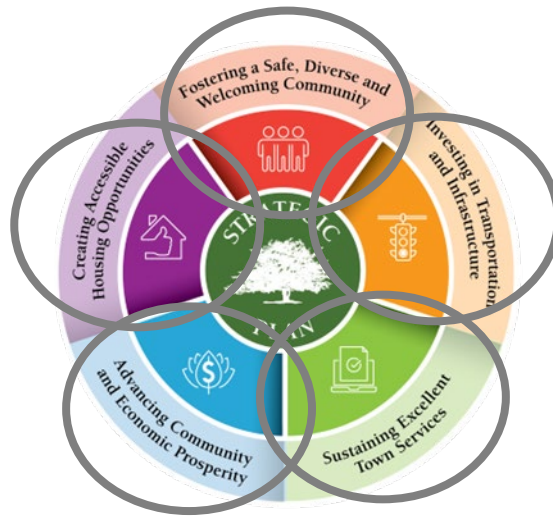 Fostering a Safe, Diverse and
Welcoming Community
Investing in Transportation
and Infrastructure
Sustaining Excellent
Town Services
Advancing Community
and Economic Prosperity
Creating Accessible
Housing Opportunities
STRATEGIC
PLAN
$